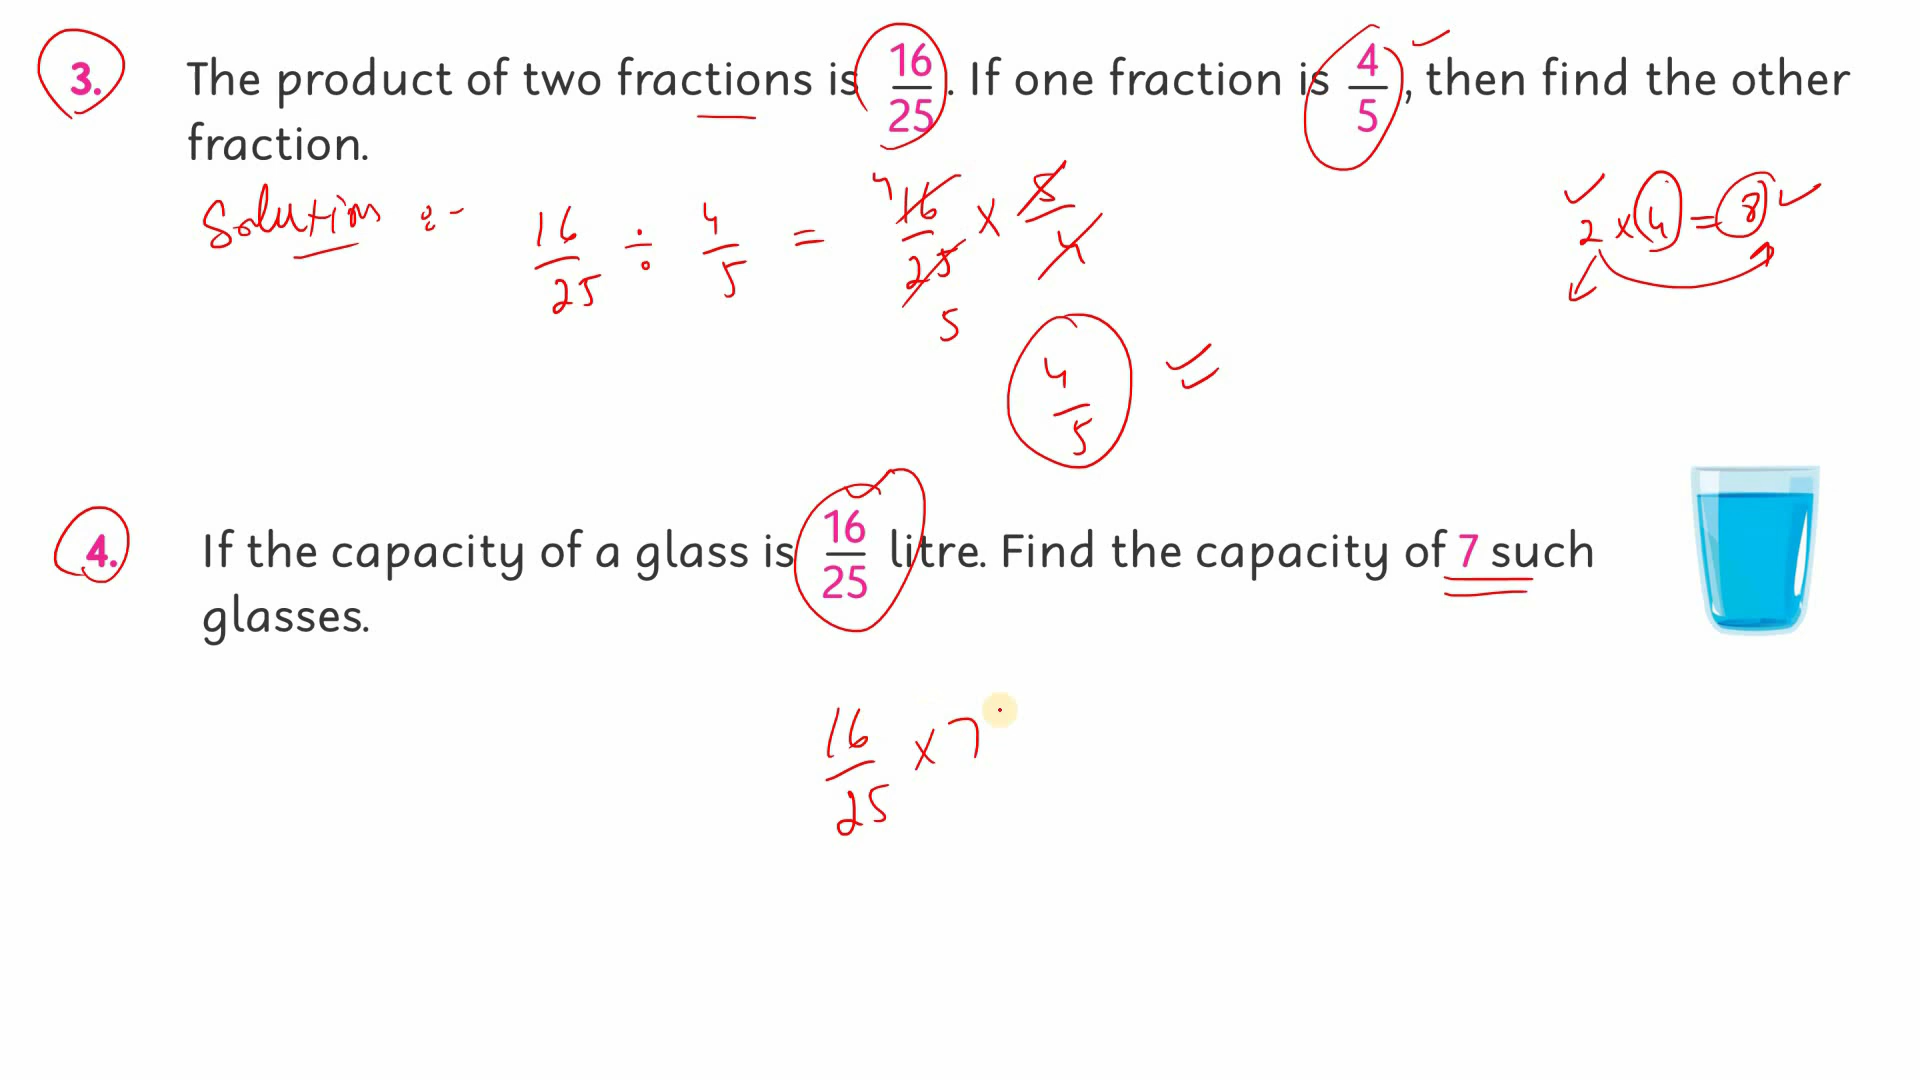 3. The product of two fractions is 16/25. If one fraction is 4/5, then find the other
fraction.
Solution :- 16/25 ÷ 4/5 = 16/25 × 5/4
4
5
2 × 4 = 8
4/5
4. If the capacity of a glass is 16/25 litre. Find the capacity of 7 such
glasses.
16/25 × 7